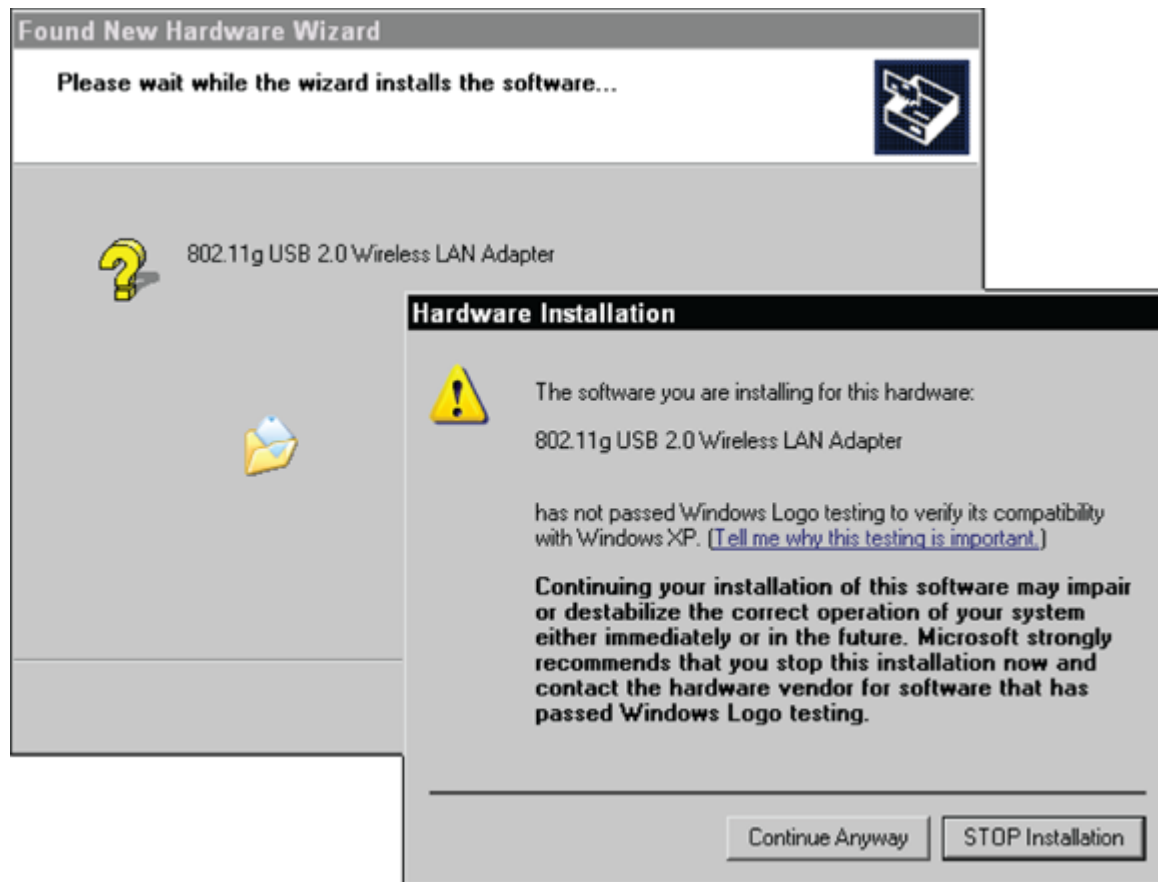 Found New Hardware Wizard
Please wait while the wizard installs the software...
802.11g USB 2.0 Wireless LAN Adapter
Hardware Installation
The software you are installing for this hardware:
802.11g USB 2.0 Wireless LAN Adapter
has not passed Windows Logo testing to verify its compatibility
with Windows XP. (Tell me why this testing is important.)
Continuing your installation of this software may impair
or destabilize the correct operation of your system
either immediately or in the future. Microsoft strongly
recommends that you stop this installation now and
contact the hardware vendor for software that has
passed Windows Logo testing.
Continue Anyway
STOP Installation